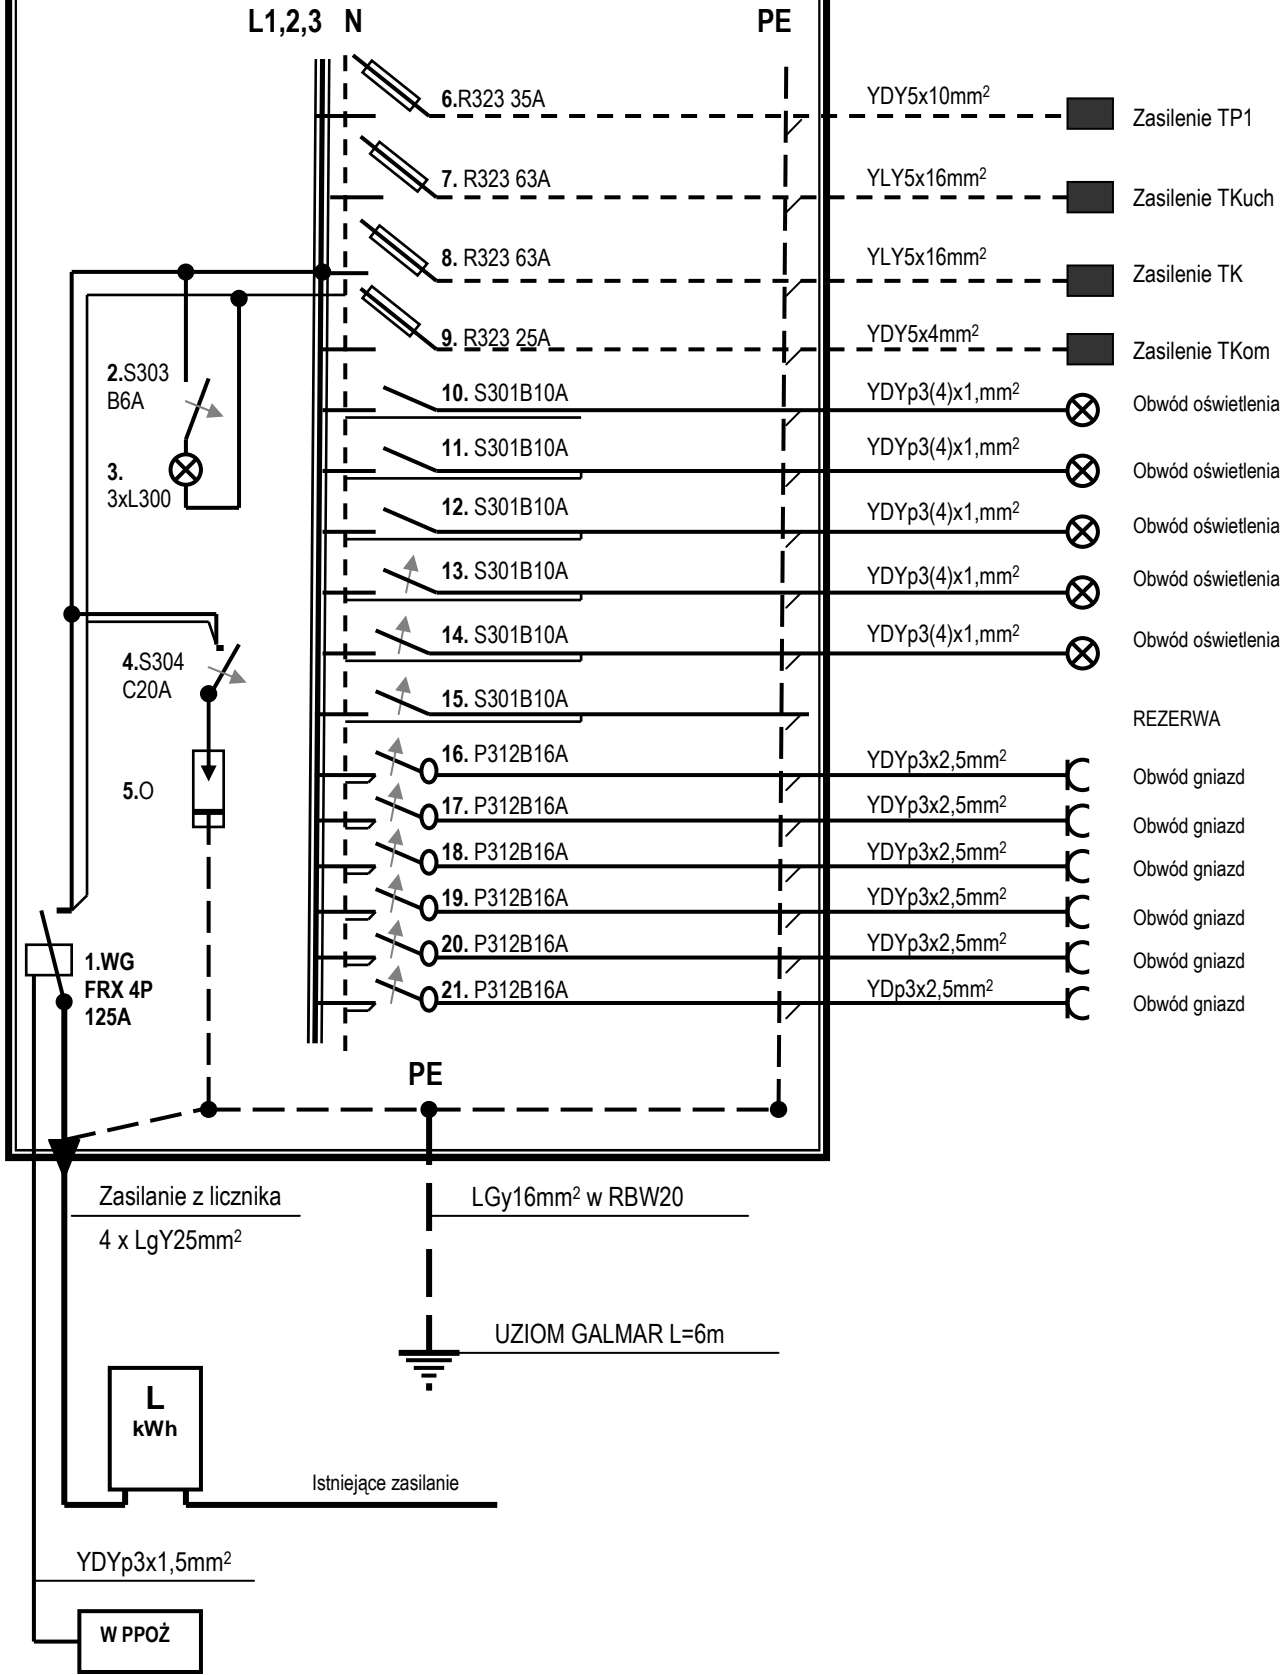 L1,2,3 N PE
6.R323 35A YDY5x10mm² Zasilenie TP1
7. R323 63A YLY5x16mm² Zasilenie TKuch
8. R323 63A YLY5x16mm² Zasilenie TK
9. R323 25A YDY5x4mm² Zasilenie TKom
2.S303
B6A
10. S301B10A YDYp3(4)x1,mm² Obwód oświetlenia
11. S301B10A YDYp3(4)x1,mm² Obwód oświetlenia
3.
3xL300
12. S301B10A YDYp3(4)x1,mm² Obwód oświetlenia
13. S301B10A YDYp3(4)x1,mm² Obwód oświetlenia
14. S301B10A YDYp3(4)x1,mm² Obwód oświetlenia
4.S304
C20A
15. S301B10A REZERWA
16. P312B16A YDYp3x2,5mm² Obwód gniazd
5.O
17. P312B16A YDYp3x2,5mm² Obwód gniazd
18. P312B16A YDYp3x2,5mm² Obwód gniazd
19. P312B16A YDYp3x2,5mm² Obwód gniazd
20. P312B16A YDYp3x2,5mm² Obwód gniazd
21. P312B16A YDp3x2,5mm² Obwód gniazd
1.WG
FRX 4P
125A
PE
Zasilanie z licznika
4 x LgY25mm²
LGy16mm² w RBW20
UZIOM GALMAR L=6m
L
kWh
Istniejące zasilanie
YDYp3x1,5mm²
W PPOŻ